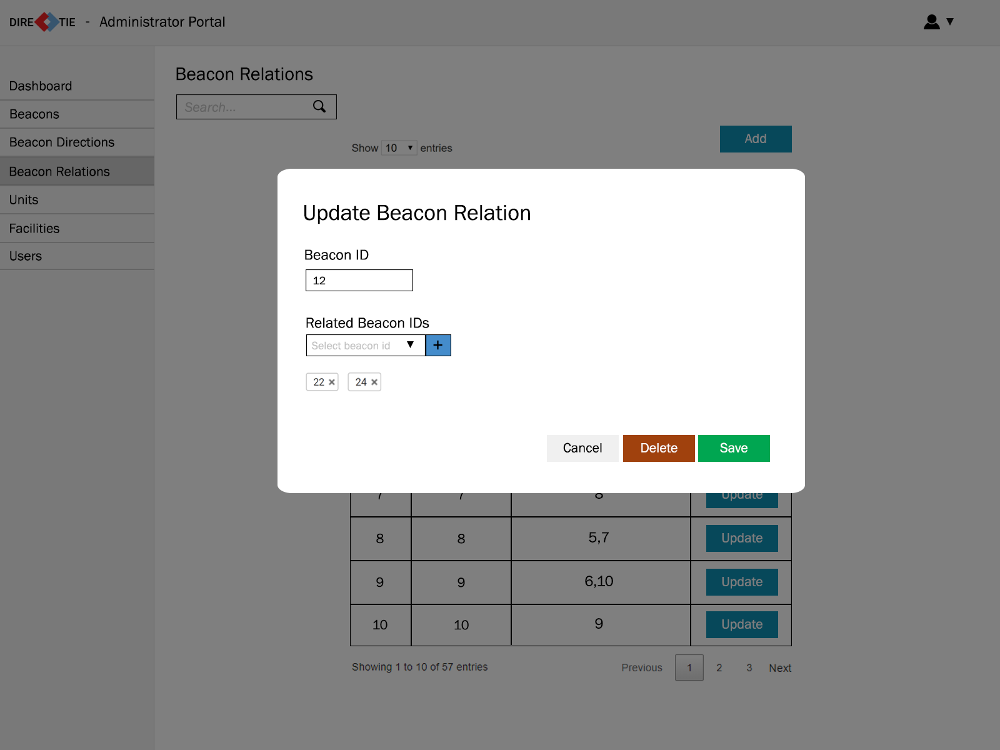 DIRE TIE - Administrator Portal
Dashboard
Beacons
Beacon Directions
Beacon Relations
Units
Facilities
Users
Beacon Relations
Search...
Show 10 entries
Add
Update Beacon Relation
Beacon ID
12
Related Beacon IDs
Select beacon id +
22 × 24 ×
Cancel Delete Save
7 7 8 Update
8 8 5,7 Update
9 9 6,10 Update
10 10 9 Update
Showing 1 to 10 of 57 entries
Previous 1 2 3 Next